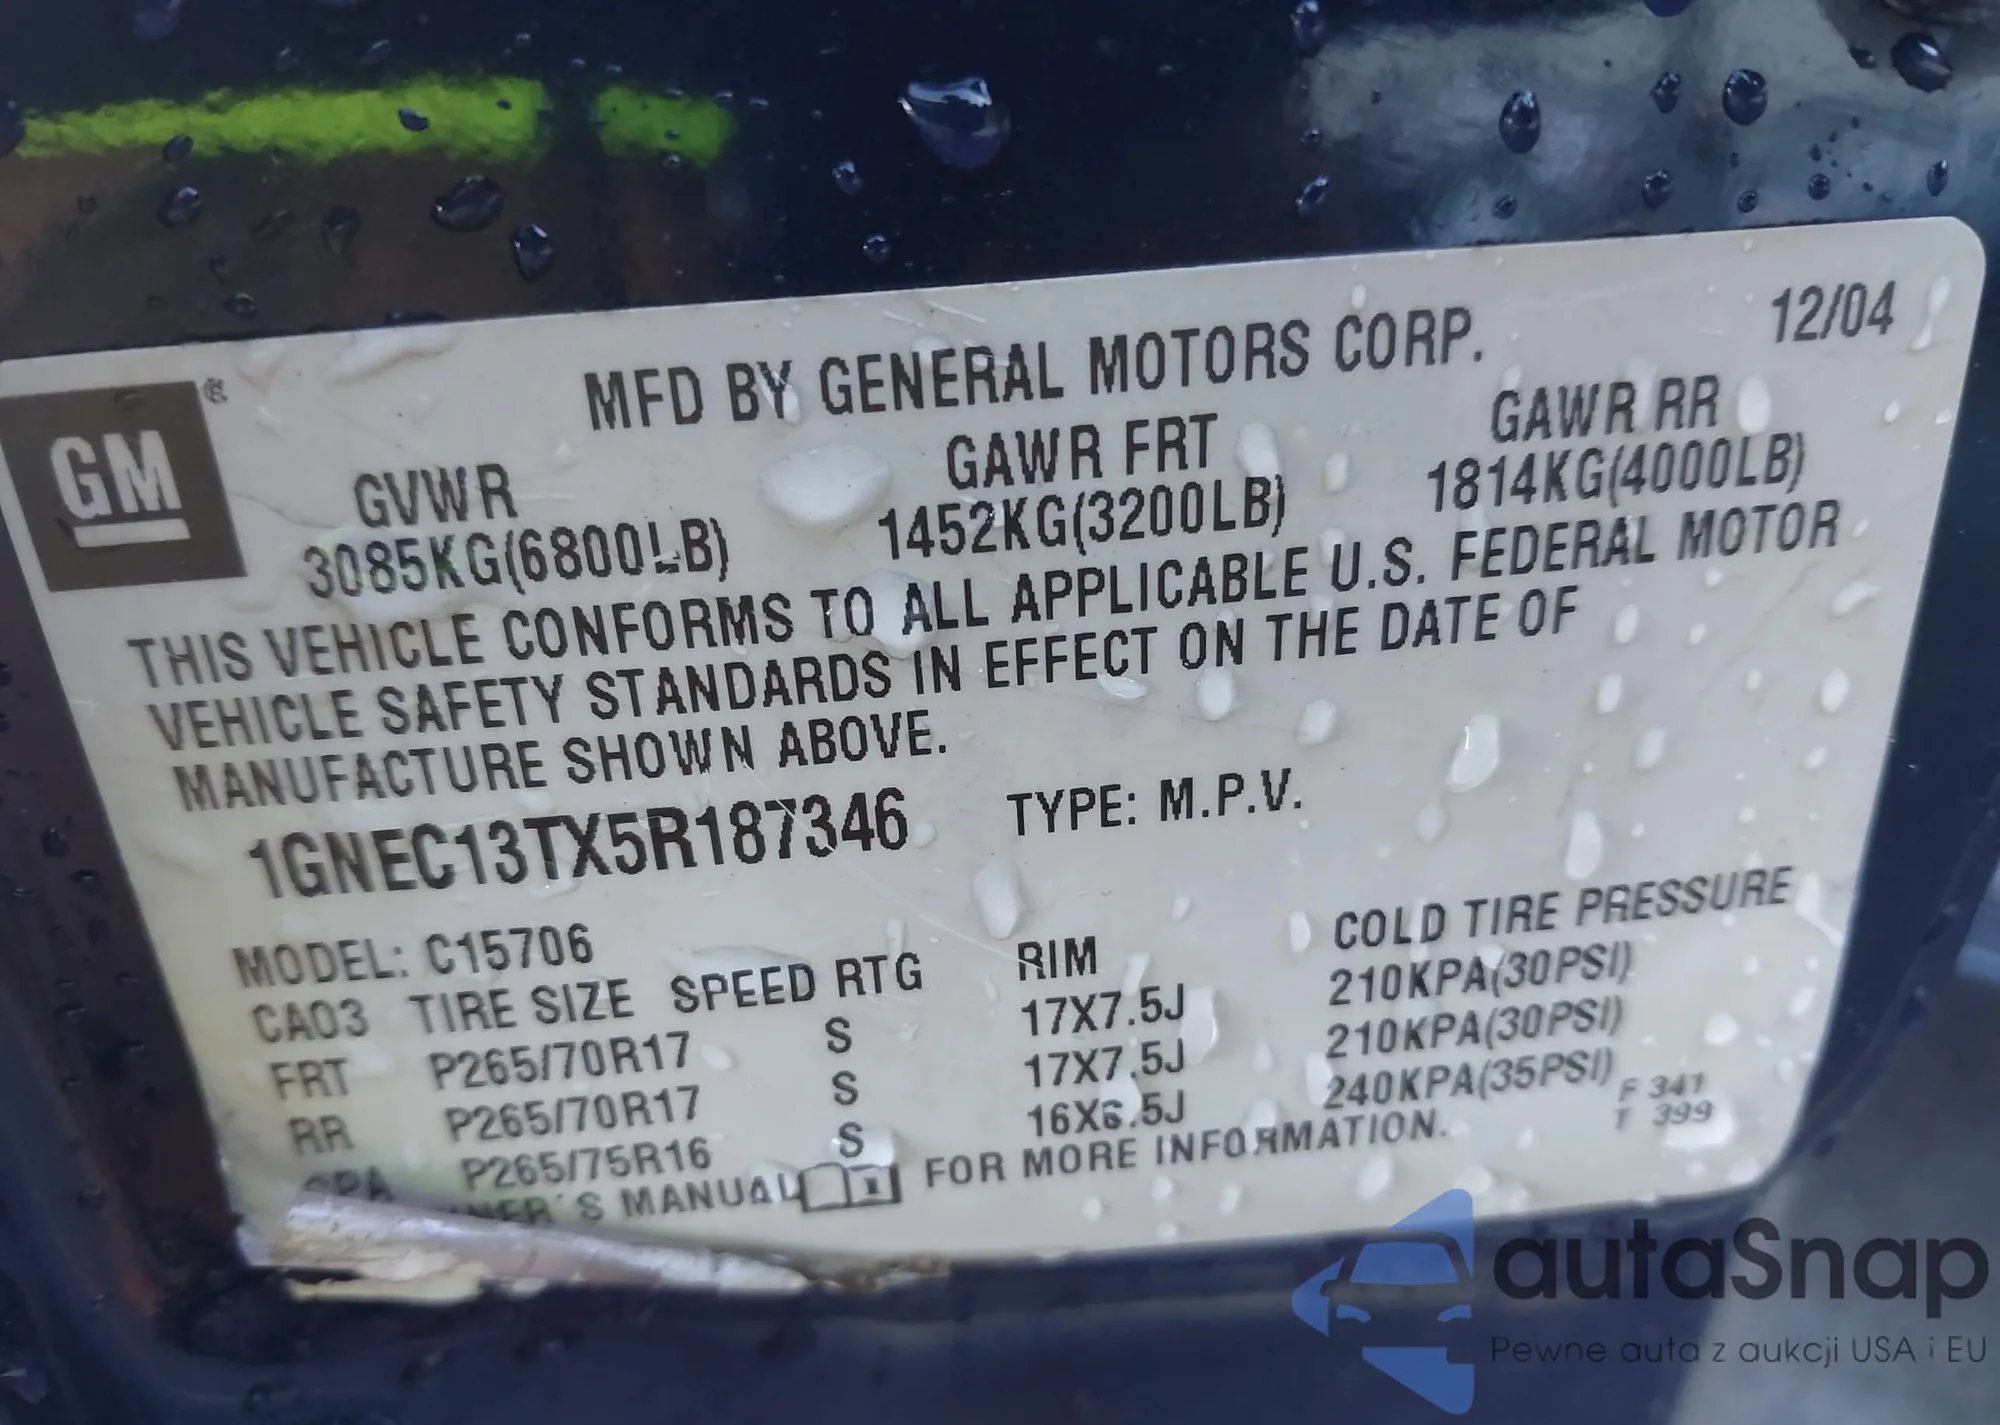 MFD BY GENERAL MOTORS CORP. 12/04
GM
GVWR GAWR FRT GAWR RR
3085KG(6800LB) 1452KG(3200LB) 1814KG(4000LB)
THIS VEHICLE CONFORMS TO ALL APPLICABLE U.S. FEDERAL MOTOR
VEHICLE SAFETY STANDARDS IN EFFECT ON THE DATE OF
MANUFACTURE SHOWN ABOVE.
1GNEC13TX5R187346 TYPE: M.P.V.
MODEL: C15706
CA03 TIRE SIZE SPEED RTG RIM COLD TIRE PRESSURE
FRT P265/70R17 S 17X7.5J 210KPA(30PSI)
RR P265/70R17 S 17X7.5J 210KPA(30PSI)
P265/75R16 S 16X6.5J 240KPA(35PSI)
'S MANUAL FOR MORE INFORMATION.
F 341
T 399
autaSnap
Pewne auta z aukcji USA i EU